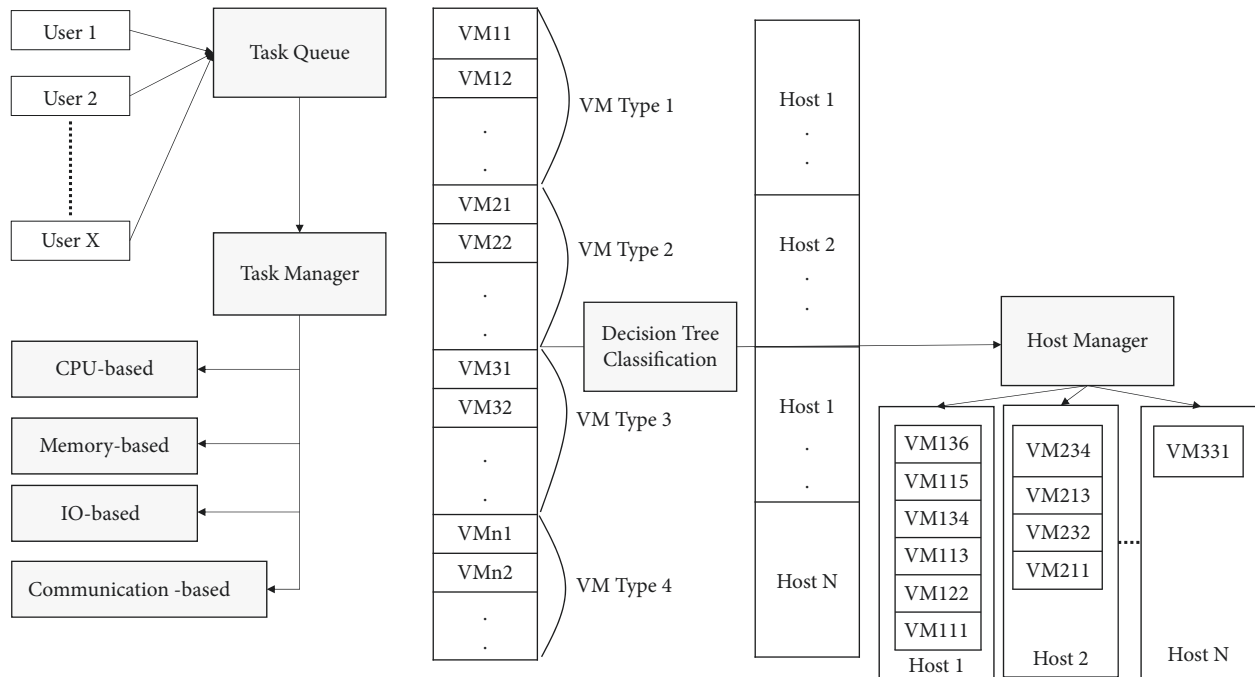 User 1
User 2
User X
Task Queue
Task Manager
CPU-based
Memory-based
IO-based
Communication -based
VM11
VM12
.
.
VM21
VM22
.
.
VM31
VM32
.
.
VMn1
VMn2
.
.
VM Type 1
VM Type 2
VM Type 3
VM Type 4
Decision Tree
Classification
Host 1
.
.
Host 2
.
.
Host 1
.
.
Host N
Host Manager
VM136
VM115
VM134
VM113
VM122
VM111
Host 1
VM234
VM213
VM232
VM211
Host 2
VM331
Host N